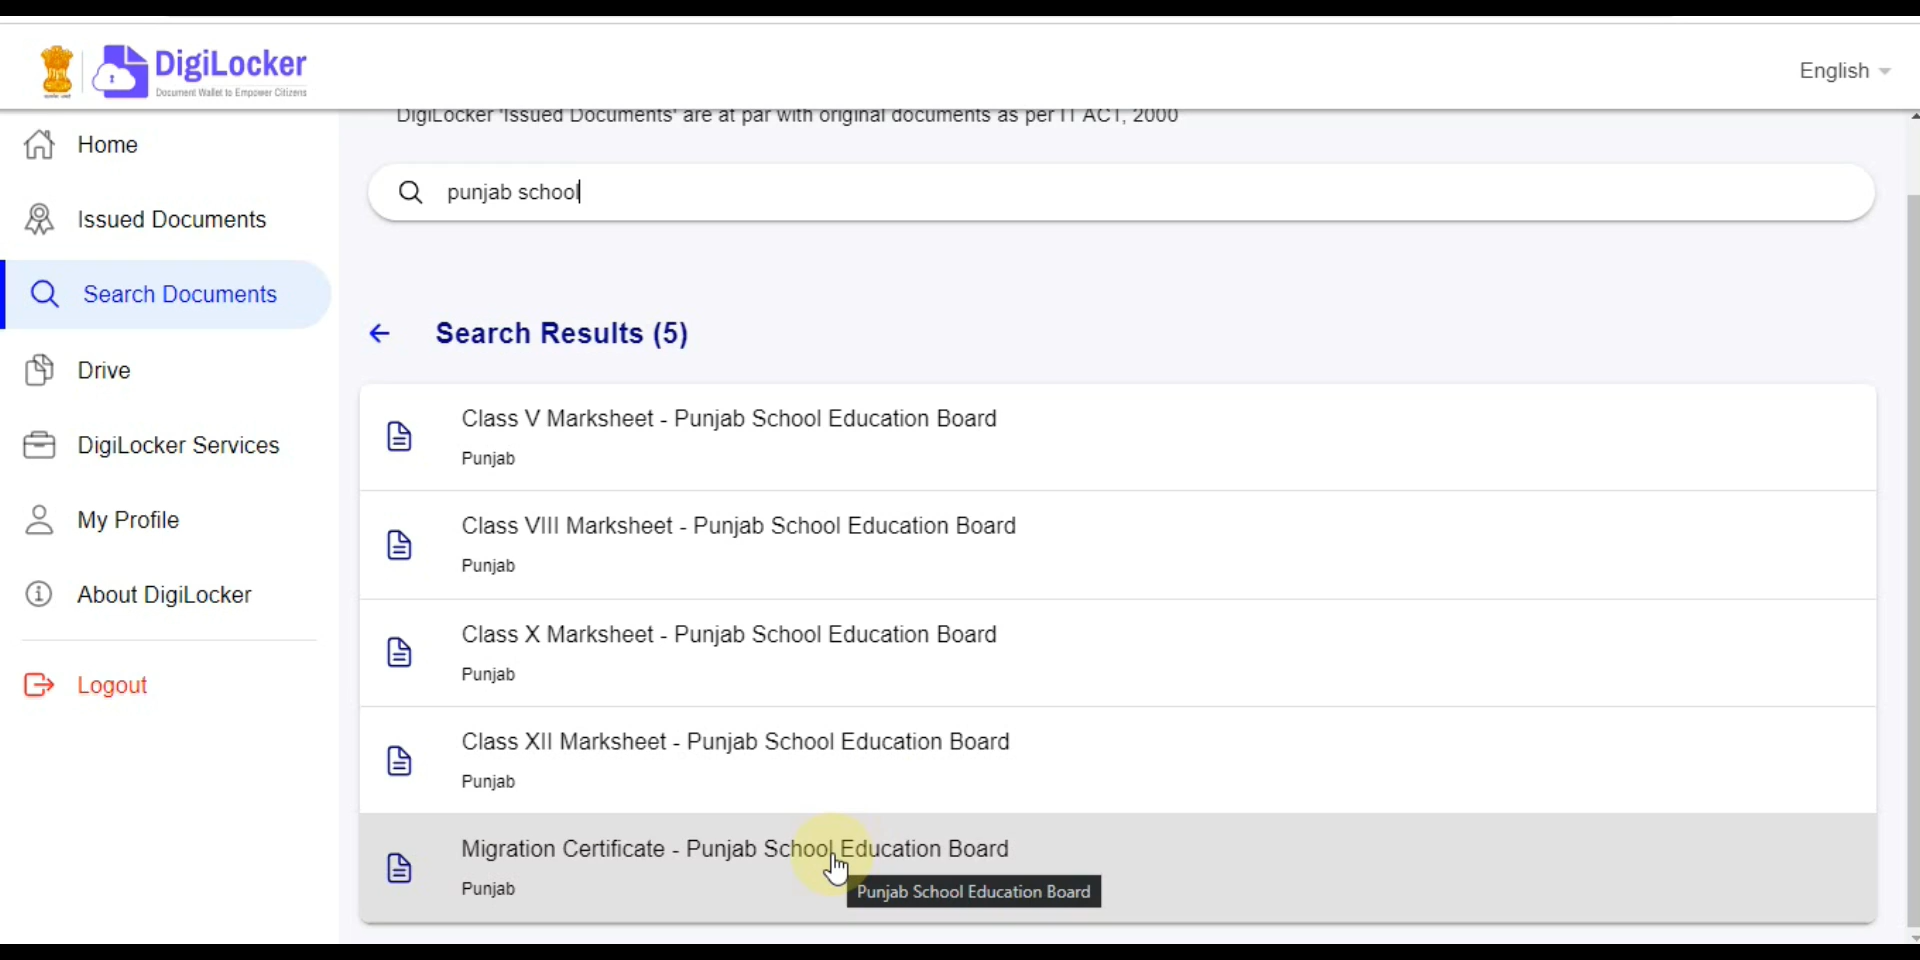 DigiLocker
Document Wallet to Empower Citizens
English
Home
Issued Documents
Search Documents
Drive
DigiLocker Services
My Profile
About DigiLocker
Logout
DigiLocker 'Issued Documents' are at par with original documents as per IT ACT, 2000
punjab school
Search Results (5)
Class V Marksheet - Punjab School Education Board
Punjab
Class VIII Marksheet - Punjab School Education Board
Punjab
Class X Marksheet - Punjab School Education Board
Punjab
Class XII Marksheet - Punjab School Education Board
Punjab
Migration Certificate - Punjab School Education Board
Punjab
Punjab School Education Board